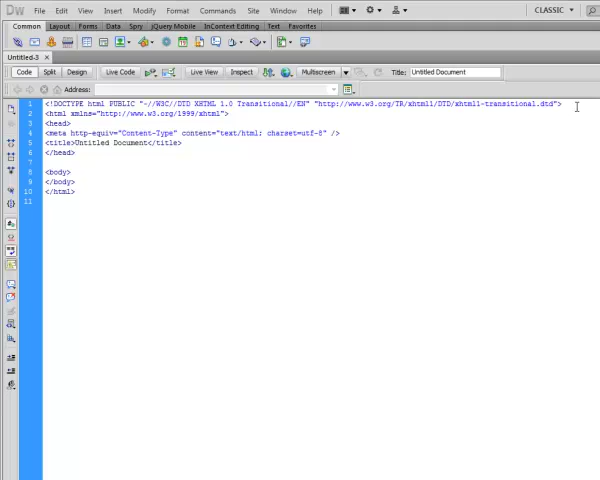 Dw File Edit View Insert Modify Format Commands Site Window Help CLASSIC
Common Layout Forms Data Spry jQuery Mobile InContext Editing Text Favorites
Untitled-3 ×
Code Split Design Live Code Live View Inspect Multiscreen Title: Untitled Document
Address:
1 <!DOCTYPE html PUBLIC "-//W3C//DTD XHTML 1.0 Transitional//EN" "http://www.w3.org/TR/xhtml1/DTD/xhtml1-transitional.dtd">
2 <html xmlns="http://www.w3.org/1999/xhtml">
3 <head>
4 <meta http-equiv="Content-Type" content="text/html; charset=utf-8" />
5 <title>Untitled Document</title>
6 </head>
7
8 <body>
9 </body>
10 </html>
11